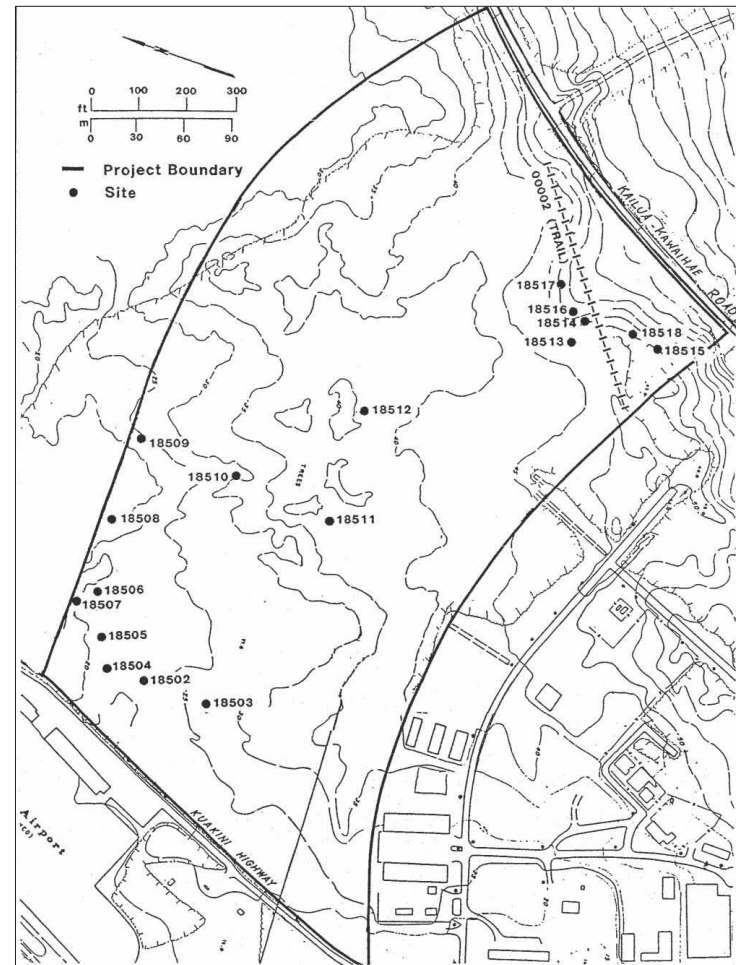 0 100 200 300
ft
m
0 30 60 90
Project Boundary
Site
00002 (TRAIL)
KAILUA-KAWAIHAE ROAD
18517
18516
18514
18513
18518
18515
18512
18509
18510
TREES
18508
18511
18506
18507
18505
18504
18502
18503
KUAKINI HIGHWAY
Airport